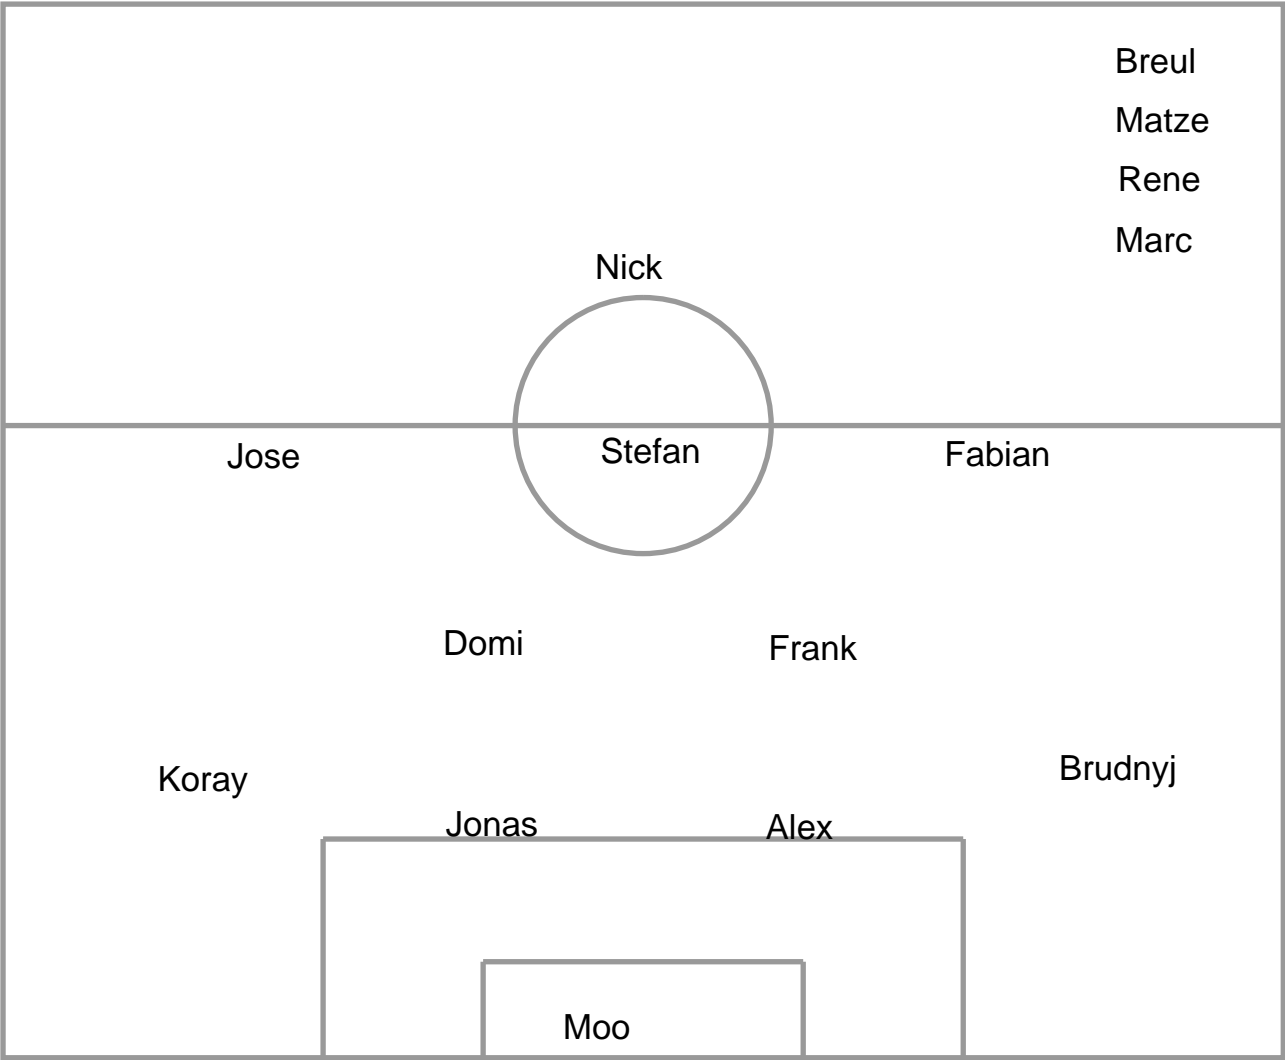 Breul
Matze
Rene
Marc
Nick
Jose Stefan Fabian
Domi Frank
Koray Brudnyj
Jonas Alex
Moo